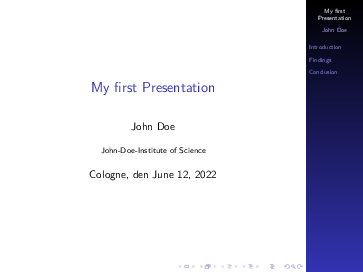 My first Presentation
John Doe
John-Doe-Institute of Science
Cologne, den June 12, 2022
My first
Presentation
John Doe
Introduction
Findings
Conclusion